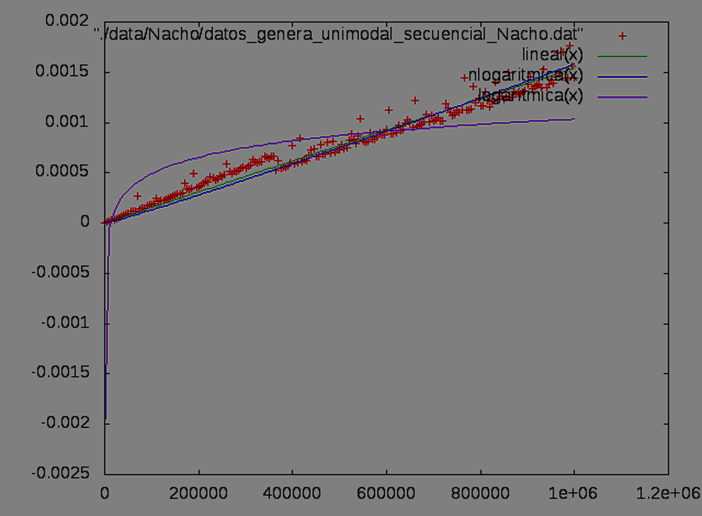 0.002
"./data/Nacho/datos_genera_unimodal_secuencial_Nacho.dat"
lineal(x)
0.0015
nlogaritmica(x)
logaritmica(x)
0.001
0.0005
0
-0.0005
-0.001
-0.0015
-0.002
-0.0025
0 200000 400000 600000 800000 1e+06 1.2e+06